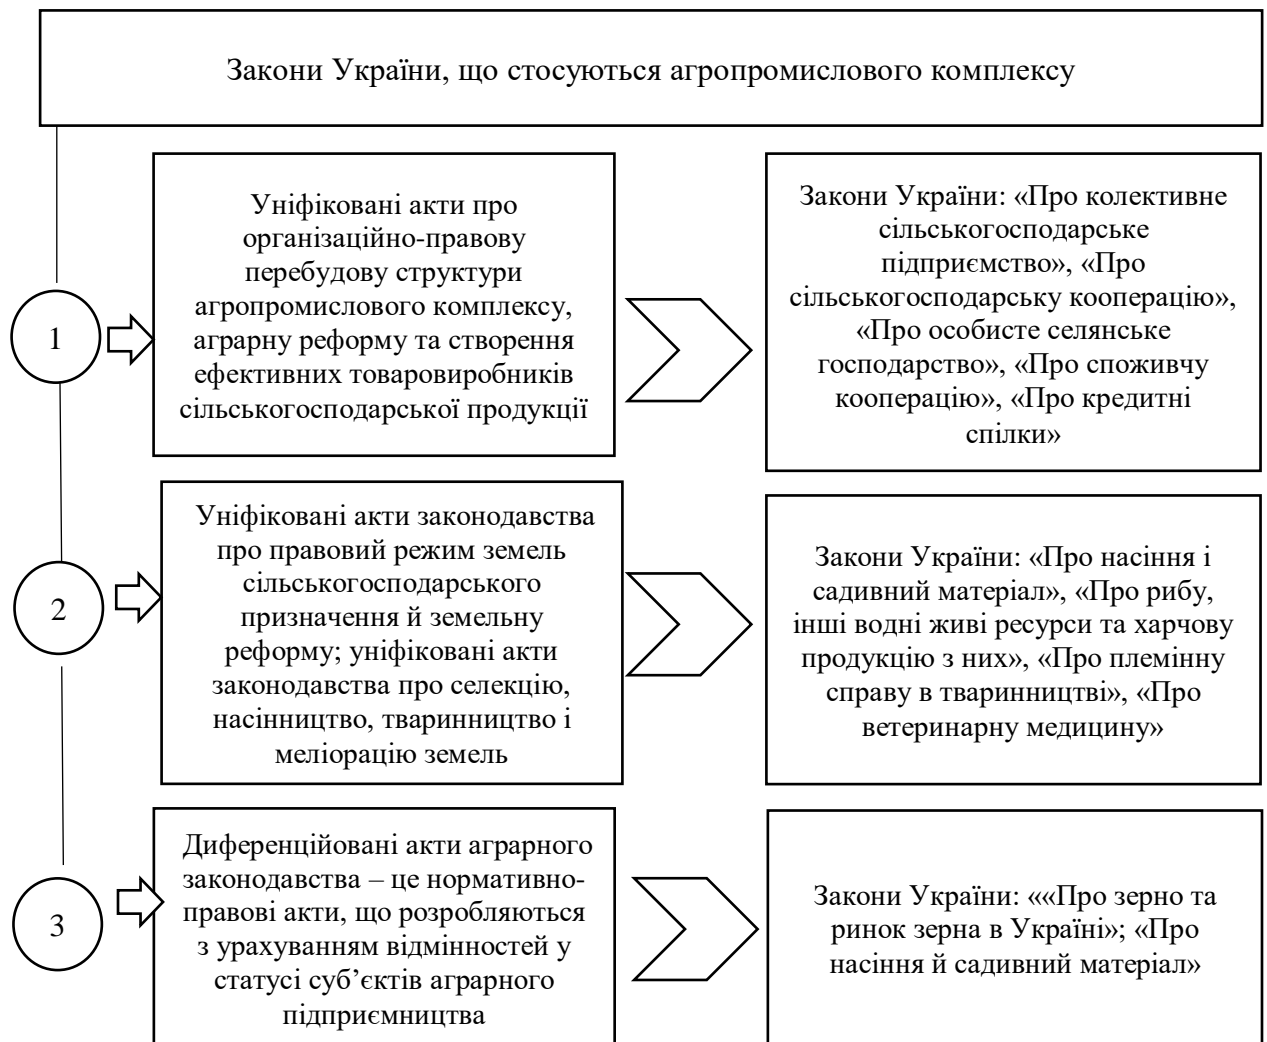 Закони України, що стосуються агропромислового комплексу
1
Уніфіковані акти про
організаційно-правову
перебудову структури
агропромислового комплексу,
аграрну реформу та створення
ефективних товаровиробників
сільськогосподарської продукції
Закони України: «Про колективне
сільськогосподарське
підприємство», «Про
сільськогосподарську кооперацію»,
«Про особисте селянське
господарство», «Про споживчу
кооперацію», «Про кредитні
спілки»
2
Уніфіковані акти законодавства
про правовий режим земель
сільськогосподарського
призначення й земельну
реформу; уніфіковані акти
законодавства про селекцію,
насінництво, тваринництво і
меліорацію земель
Закони України: «Про насіння і
садивний матеріал», «Про рибу,
інші водні живі ресурси та харчову
продукцію з них», «Про племінну
справу в тваринництві», «Про
ветеринарну медицину»
3
Диференційовані акти аграрного
законодавства – це нормативно-
правові акти, що розробляються
з урахуванням відмінностей у
статусі суб’єктів аграрного
підприємництва
Закони України: ««Про зерно та
ринок зерна в Україні»; «Про
насіння й садивний матеріал»